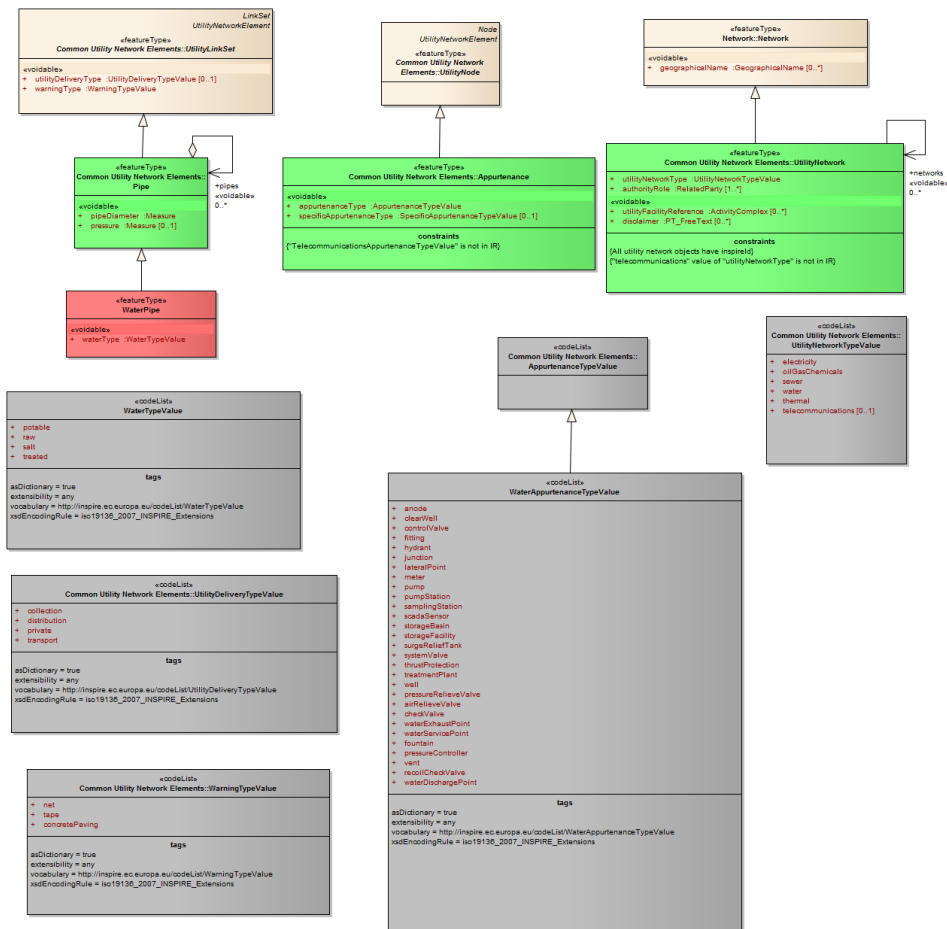 LinkSet
UtilityNetworkElement
«featureType»
Common Utility Network Elements::UtilityLinkSet
«voidable»
+ utilityDeliveryType :UtilityDeliveryTypeValue [0..1]
+ warningType :WarningTypeValue
Node
UtilityNetworkElement
«featureType»
Common Utility Network
Elements::UtilityNode
«featureType»
Network::Network
«voidable»
+ geographicalName :GeographicalName [0..*]
«featureType»
Common Utility Network Elements::
Pipe
«voidable»
+ pipeDiameter :Measure
+ pressure :Measure [0..1]
+pipes
«voidable»
0..*
«featureType»
Common Utility Network Elements::Appurtenance
«voidable»
+ appurtenanceType :AppurtenanceTypeValue
+ specificAppurtenanceType :SpecificAppurtenanceTypeValue [0..1]
constraints
{"TelecommunicationsAppurtenanceTypeValue" is not in IR}
«featureType»
Common Utility Network Elements::UtilityNetwork
+ utilityNetworkType :UtilityNetworkTypeValue
+ authorityRole :RelatedParty [1..*]
«voidable»
+ utilityFacilityReference :ActivityComplex [0..*]
+ disclaimer :PT_FreeText [0..*]
constraints
{All utility network objects have inspireId}
{"telecommunications" value of "utilityNetworkType" is not in IR}
+networks
«voidable»
0..*
«featureType»
WaterPipe
«voidable»
+ waterType :WaterTypeValue
«codeList»
Common Utility Network Elements::
AppurtenanceTypeValue
«codeList»
Common Utility Network Elements::
UtilityNetworkTypeValue
+ electricity
+ oilGasChemicals
+ sewer
+ water
+ thermal
+ telecommunications [0..1]
«codeList»
WaterTypeValue
+ potable
+ raw
+ salt
+ treated
tags
asDictionary = true
extensibility = any
vocabulary = http://inspire.ec.europa.eu/codeList/WaterTypeValue
xsdEncodingRule = iso19136_2007_INSPIRE_Extensions
«codeList»
WaterAppurtenanceTypeValue
+ anode
+ clearWell
+ controlValve
+ fitting
+ hydrant
+ junction
+ lateralPoint
+ meter
+ pump
+ pumpStation
+ samplingStation
+ scadaSensor
+ storageBasin
+ storageFacility
+ surgeReliefTank
+ systemValve
+ thrustProtection
+ treatmentPlant
+ well
+ pressureRelieveValve
+ airRelieveValve
+ checkValve
+ waterExhaustPoint
+ waterServicePoint
+ fountain
+ pressureController
+ vent
+ recoilCheckValve
+ waterDischargePoint
tags
asDictionary = true
extensibility = any
vocabulary = http://inspire.ec.europa.eu/codeList/WaterAppurtenanceTypeValue
xsdEncodingRule = iso19136_2007_INSPIRE_Extensions
«codeList»
Common Utility Network Elements::UtilityDeliveryTypeValue
+ collection
+ distribution
+ private
+ transport
tags
asDictionary = true
extensibility = any
vocabulary = http://inspire.ec.europa.eu/codeList/UtilityDeliveryTypeValue
xsdEncodingRule = iso19136_2007_INSPIRE_Extensions
«codeList»
Common Utility Network Elements::WarningTypeValue
+ net
+ tape
+ concretePaving
tags
asDictionary = true
extensibility = any
vocabulary = http://inspire.ec.europa.eu/codeList/WarningTypeValue
xsdEncodingRule = iso19136_2007_INSPIRE_Extensions